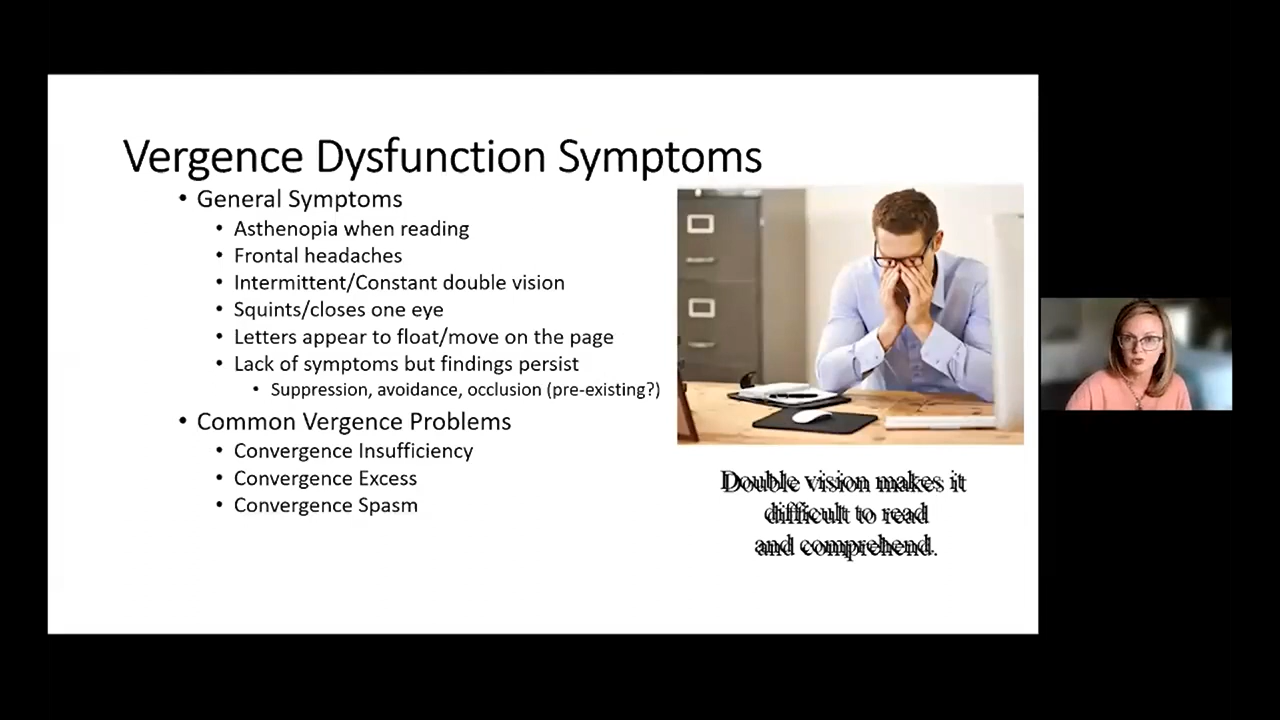 Vergence Dysfunction Symptoms
• General Symptoms
• Asthenopia when reading
• Frontal headaches
• Intermittent/Constant double vision
• Squints/closes one eye
• Letters appear to float/move on the page
• Lack of symptoms but findings persist
• Suppression, avoidance, occlusion (pre-existing?)
• Common Vergence Problems
• Convergence Insufficiency
• Convergence Excess
• Convergence Spasm
Double vision makes it
difficult to read
and comprehend.